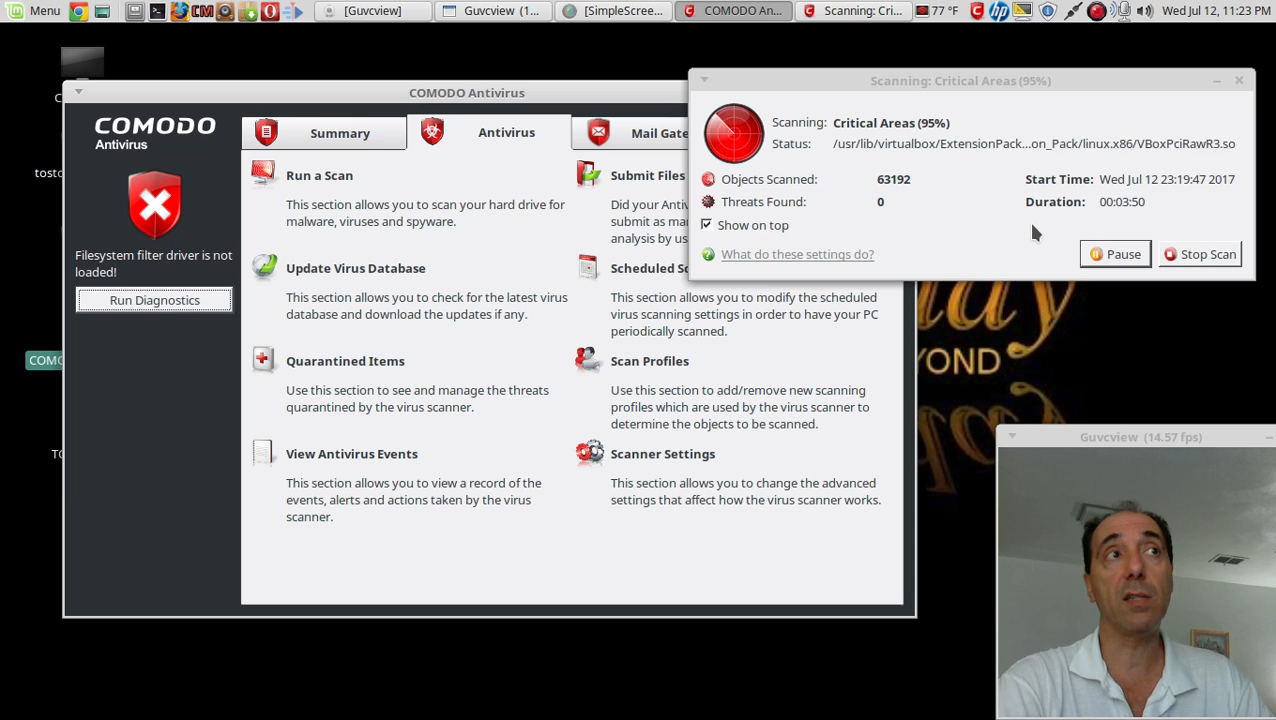 Menu
[Guvcview]
Guvcview (1...
[SimpleScree...
COMODO An...
Scanning: Cri...
77 °F
Wed Jul 12, 11:23 PM
COMODO Antivirus
Scanning: Critical Areas (95%)
COMODO
Antivirus
Filesystem filter driver is not
loaded!
Run Diagnostics
Summary
Antivirus
Mail Gate
Run a Scan
This section allows you to scan your hard drive for
malware, viruses and spyware.
Submit Files
Did your Antiv
submit as man
analysis by us
Update Virus Database
This section allows you to check for the latest virus
database and download the updates if any.
Scheduled Sc
This section allows you to modify the scheduled
virus scanning settings in order to have your PC
periodically scanned.
Quarantined Items
Use this section to see and manage the threats
quarantined by the virus scanner.
Scan Profiles
Use this section to add/remove new scanning
profiles which are used by the virus scanner to
determine the objects to be scanned.
View Antivirus Events
This section allows you to view a record of the
events, alerts and actions taken by the virus
scanner.
Scanner Settings
This section allows you to change the advanced
settings that affect how the virus scanner works.
Scanning: Critical Areas (95%)
Status: /usr/lib/virtualbox/ExtensionPack...on_Pack/linux.x86/VBoxPciRawR3.so
Objects Scanned: 63192
Start Time: Wed Jul 12 23:19:47 2017
Threats Found: 0
Duration: 00:03:50
Show on top
What do these settings do?
Pause
Stop Scan
tosto
COMO
TO
YOND
Guvcview (14.57 fps)